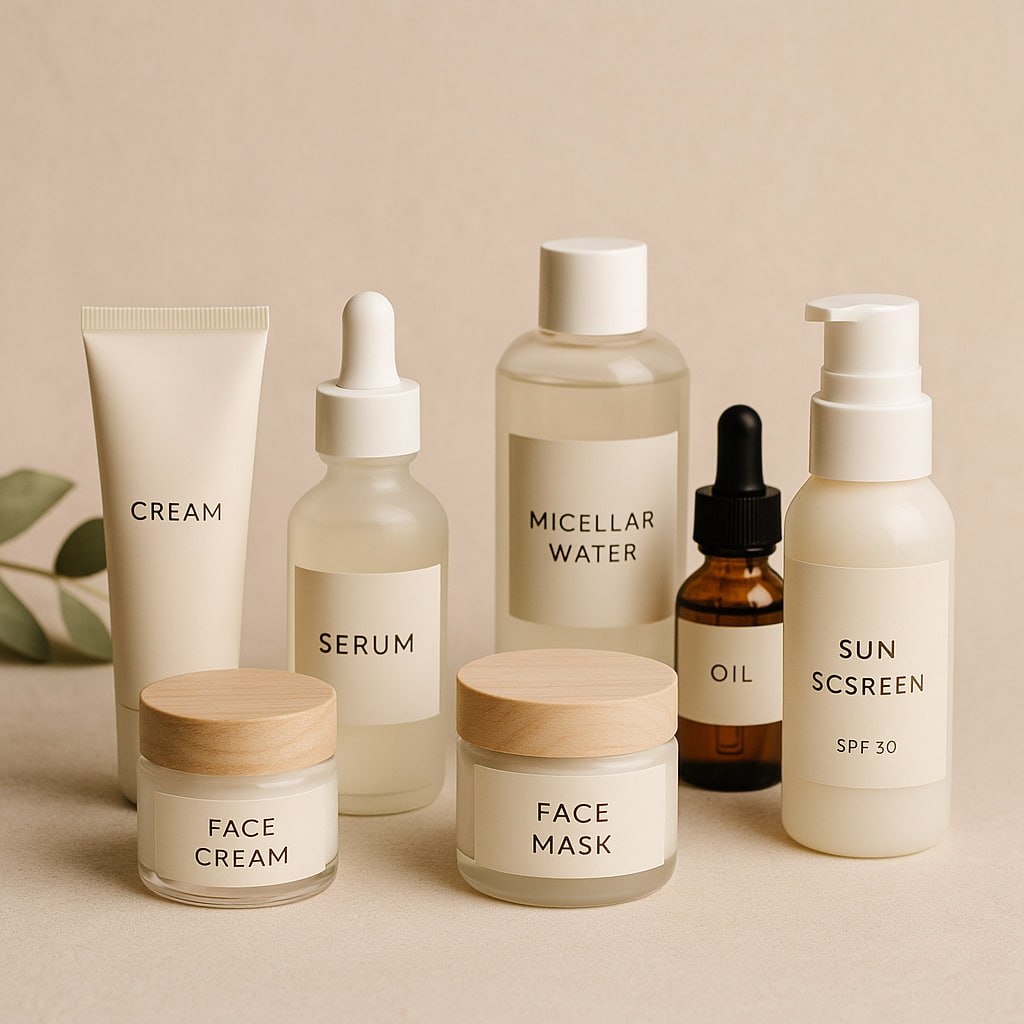 CREAM
SERUM
MICELLAR
WATER
OIL
SUN
SCSREEN
SPF 30
FACE
CREAM
FACE
MASK